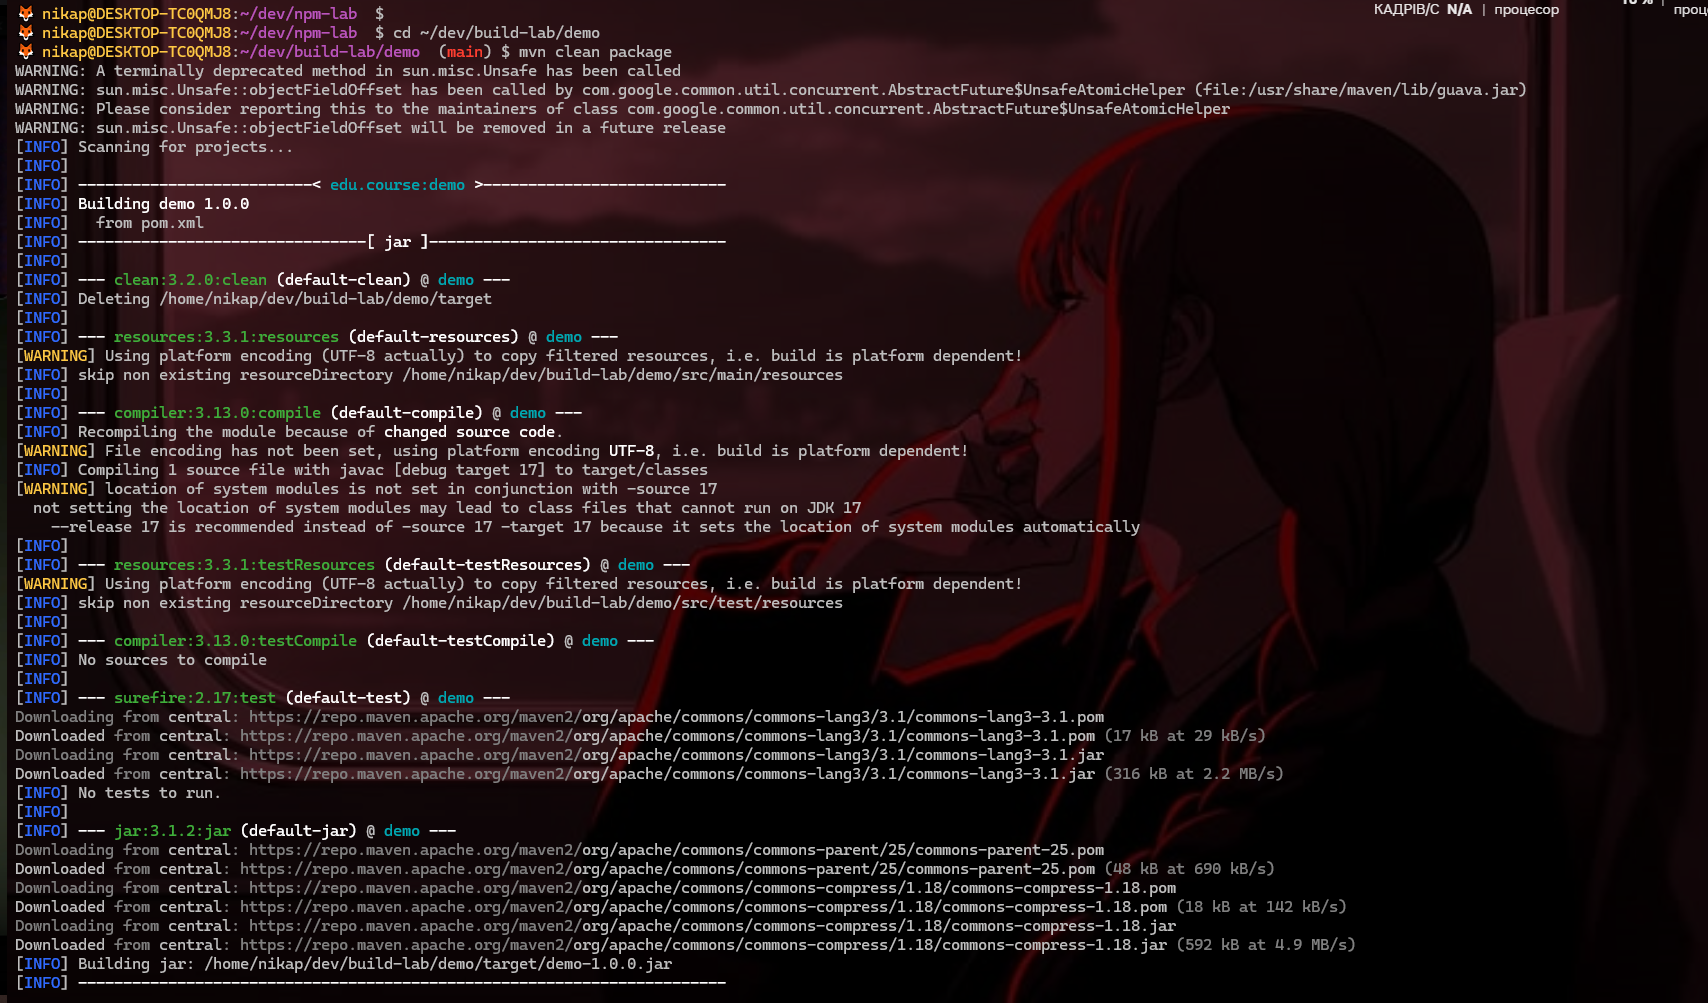 nikap@DESKTOP-TC0QMJ8:~/dev/npm-lab $
КАДРІВ/С N/A | процесор
nikap@DESKTOP-TC0QMJ8:~/dev/npm-lab $ cd ~/dev/build-lab/demo
nikap@DESKTOP-TC0QMJ8:~/dev/build-lab/demo (main) $ mvn clean package
WARNING: A terminally deprecated method in sun.misc.Unsafe has been called
WARNING: sun.misc.Unsafe::objectFieldOffset has been called by com.google.common.util.concurrent.AbstractFuture$UnsafeAtomicHelper (file:/usr/share/maven/lib/guava.jar)
WARNING: Please consider reporting this to the maintainers of class com.google.common.util.concurrent.AbstractFuture$UnsafeAtomicHelper
WARNING: sun.misc.Unsafe::objectFieldOffset will be removed in a future release
[INFO] Scanning for projects...
[INFO]
[INFO] --------------------------< edu.course:demo >---------------------------
[INFO] Building demo 1.0.0
[INFO]   from pom.xml
[INFO] --------------------------------[ jar ]---------------------------------
[INFO]
[INFO] --- clean:3.2.0:clean (default-clean) @ demo ---
[INFO] Deleting /home/nikap/dev/build-lab/demo/target
[INFO]
[INFO] --- resources:3.3.1:resources (default-resources) @ demo ---
[WARNING] Using platform encoding (UTF-8 actually) to copy filtered resources, i.e. build is platform dependent!
[INFO] skip non existing resourceDirectory /home/nikap/dev/build-lab/demo/src/main/resources
[INFO]
[INFO] --- compiler:3.13.0:compile (default-compile) @ demo ---
[INFO] Recompiling the module because of changed source code.
[WARNING] File encoding has not been set, using platform encoding UTF-8, i.e. build is platform dependent!
[INFO] Compiling 1 source file with javac [debug target 17] to target/classes
[WARNING] location of system modules is not set in conjunction with -source 17
  not setting the location of system modules may lead to class files that cannot run on JDK 17
    --release 17 is recommended instead of -source 17 -target 17 because it sets the location of system modules automatically
[INFO]
[INFO] --- resources:3.3.1:testResources (default-testResources) @ demo ---
[WARNING] Using platform encoding (UTF-8 actually) to copy filtered resources, i.e. build is platform dependent!
[INFO] skip non existing resourceDirectory /home/nikap/dev/build-lab/demo/src/test/resources
[INFO]
[INFO] --- compiler:3.13.0:testCompile (default-testCompile) @ demo ---
[INFO] No sources to compile
[INFO]
[INFO] --- surefire:2.17:test (default-test) @ demo ---
Downloading from central: https://repo.maven.apache.org/maven2/org/apache/commons/commons-lang3/3.1/commons-lang3-3.1.pom
Downloaded from central: https://repo.maven.apache.org/maven2/org/apache/commons/commons-lang3/3.1/commons-lang3-3.1.pom (17 kB at 29 kB/s)
Downloading from central: https://repo.maven.apache.org/maven2/org/apache/commons/commons-lang3/3.1/commons-lang3-3.1.jar
Downloaded from central: https://repo.maven.apache.org/maven2/org/apache/commons/commons-lang3/3.1/commons-lang3-3.1.jar (316 kB at 2.2 MB/s)
[INFO] No tests to run.
[INFO]
[INFO] --- jar:3.1.2:jar (default-jar) @ demo ---
Downloading from central: https://repo.maven.apache.org/maven2/org/apache/commons/commons-parent/25/commons-parent-25.pom
Downloaded from central: https://repo.maven.apache.org/maven2/org/apache/commons/commons-parent/25/commons-parent-25.pom (48 kB at 690 kB/s)
Downloading from central: https://repo.maven.apache.org/maven2/org/apache/commons/commons-compress/1.18/commons-compress-1.18.pom
Downloaded from central: https://repo.maven.apache.org/maven2/org/apache/commons/commons-compress/1.18/commons-compress-1.18.pom (18 kB at 142 kB/s)
Downloading from central: https://repo.maven.apache.org/maven2/org/apache/commons/commons-compress/1.18/commons-compress-1.18.jar
Downloaded from central: https://repo.maven.apache.org/maven2/org/apache/commons/commons-compress/1.18/commons-compress-1.18.jar (592 kB at 4.9 MB/s)
[INFO] Building jar: /home/nikap/dev/build-lab/demo/target/demo-1.0.0.jar
[INFO] ------------------------------------------------------------------------